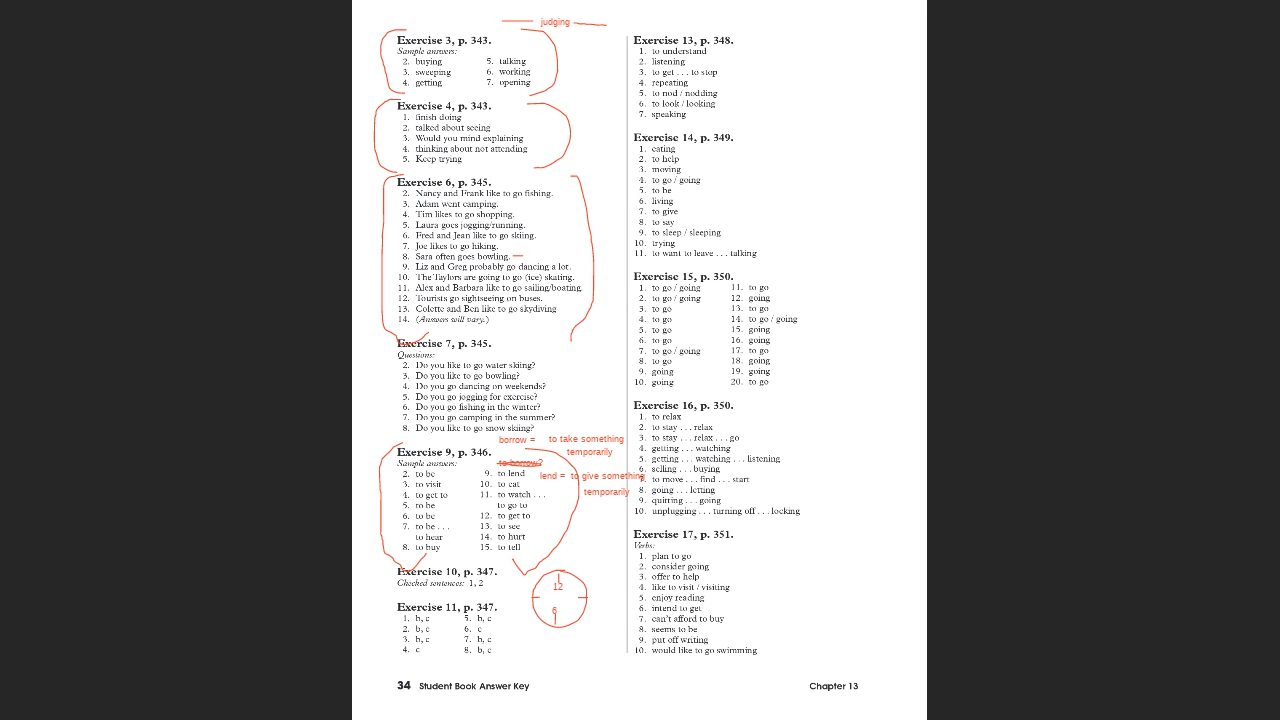 judging
Exercise 3, p. 343.
Sample answers:
2. buying
3. sweeping
4. getting
5. talking
6. working
7. opening
Exercise 4, p. 343.
1. finish doing
2. talked about seeing
3. Would you mind explaining
4. thinking about not attending
5. Keep trying
Exercise 6, p. 345.
2. Nancy and Frank like to go fishing.
3. Adam went camping.
4. Tim likes to go shopping.
5. Laura goes jogging/running.
6. Fred and Jean like to go skiing.
7. Joe likes to go hiking.
8. Sara often goes bowling.
9. Liz and Greg probably go dancing a lot.
10. The Taylors are going to go (ice) skating.
11. Alex and Barbara like to go sailing/boating.
12. Tourists go sightseeing on buses.
13. Colette and Ben like to go skydiving
14. (Answers will vary.)
Exercise 7, p. 345.
Questions:
2. Do you like to go water skiing?
3. Do you like to go bowling?
4. Do you go dancing on weekends?
5. Do you go jogging for exercise?
6. Do you go fishing in the winter?
7. Do you go camping in the summer?
8. Do you like to go snow skiing?
borrow = to take something
temporarily
Exercise 9, p. 346.
Sample answers:
to borrow?
lend = to give something
temporarily
2. to be
3. to visit
4. to get to
5. to be
6. to be
7. to be . . .
to hear
8. to buy
9. to lend
10. to eat
11. to watch . . .
to go to
12. to get to
13. to see
14. to hurt
15. to tell
Exercise 10, p. 347.
Checked sentences: 1, 2
12
6
Exercise 11, p. 347.
1. b, c
2. b, c
3. b, c
4. c
5. b, c
6. c
7. b, c
8. b, c
Exercise 13, p. 348.
1. to understand
2. listening
3. to get . . . to stop
4. repeating
5. to nod / nodding
6. to look / looking
7. speaking
Exercise 14, p. 349.
1. eating
2. to help
3. moving
4. to go / going
5. to be
6. living
7. to give
8. to say
9. to sleep / sleeping
10. trying
11. to want to leave . . . talking
Exercise 15, p. 350.
1. to go / going
2. to go / going
3. to go
4. to go
5. to go
6. to go
7. to go / going
8. to go
9. going
10. going
11. to go
12. going
13. to go
14. to go / going
15. going
16. going
17. to go
18. going
19. going
20. to go
Exercise 16, p. 350.
1. to relax
2. to stay . . . relax
3. to stay . . . relax . . . go
4. getting . . . watching
5. getting . . . watching . . . listening
6. selling . . . buying
7. to move . . . find . . . start
8. going . . . letting
9. quitting . . . going
10. unplugging . . . turning off . . . locking
Exercise 17, p. 351.
Verbs:
1. plan to go
2. consider going
3. offer to help
4. like to visit / visiting
5. enjoy reading
6. intend to get
7. can't afford to buy
8. seems to be
9. put off writing
10. would like to go swimming
34 Student Book Answer Key
Chapter 13